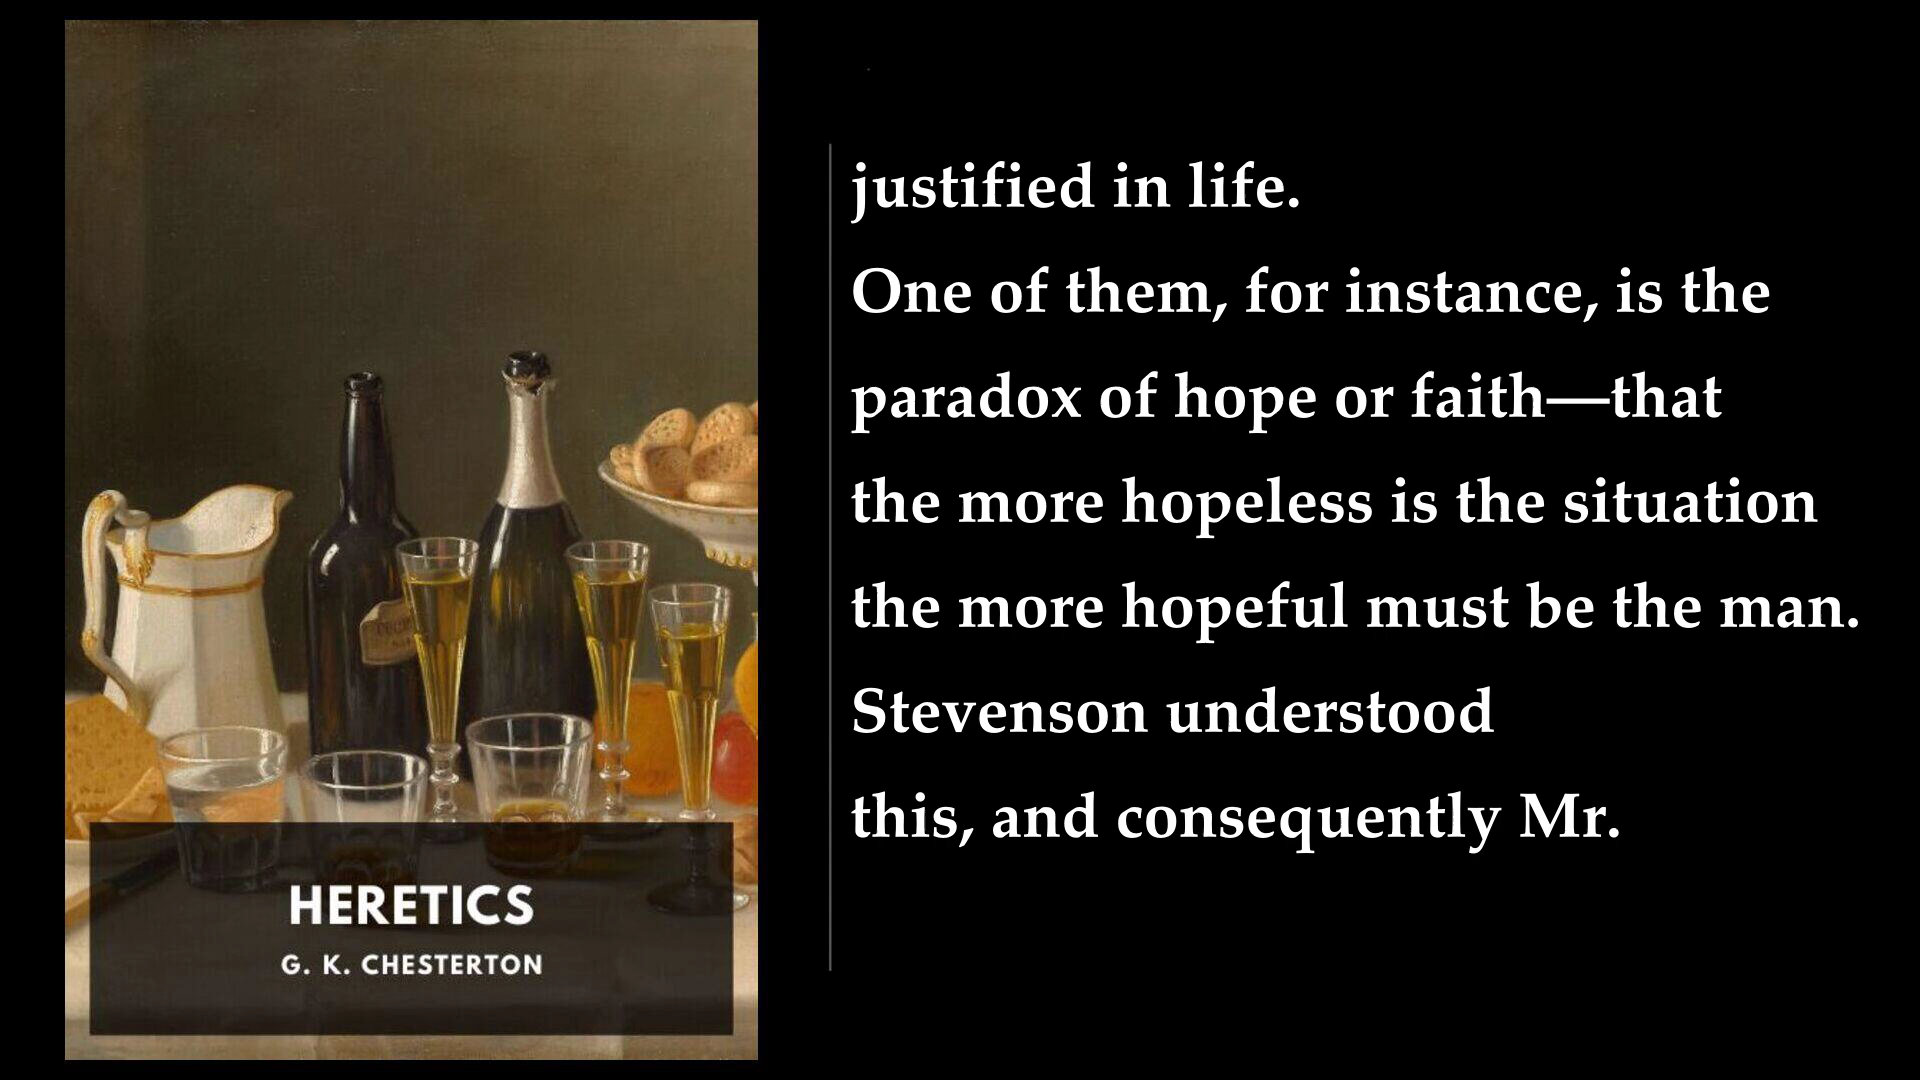 justified in life.
One of them, for instance, is the
paradox of hope or faith—that
the more hopeless is the situation
the more hopeful must be the man.
Stevenson understood
this, and consequently Mr.
HERETICS
G. K. CHESTERTON